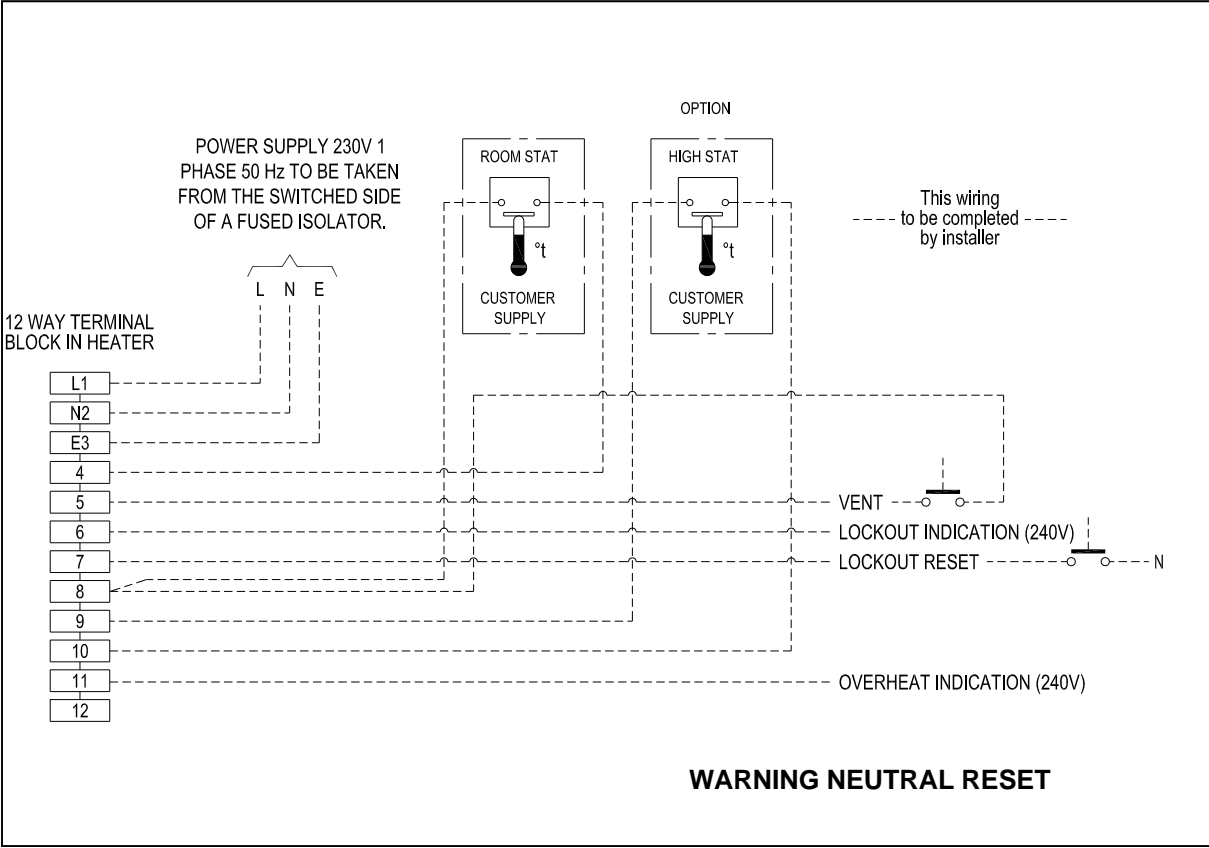 OPTION
POWER SUPPLY 230V 1
PHASE 50 Hz TO BE TAKEN
FROM THE SWITCHED SIDE
OF A FUSED ISOLATOR.
ROOM STAT
°t
CUSTOMER
SUPPLY
HIGH STAT
°t
CUSTOMER
SUPPLY
This wiring
to be completed
by installer
L N E
12 WAY TERMINAL
BLOCK IN HEATER
L1
N2
E3
4
5
VENT
6
LOCKOUT INDICATION (240V)
7
LOCKOUT RESET
N
8
9
10
11
OVERHEAT INDICATION (240V)
12
WARNING NEUTRAL RESET